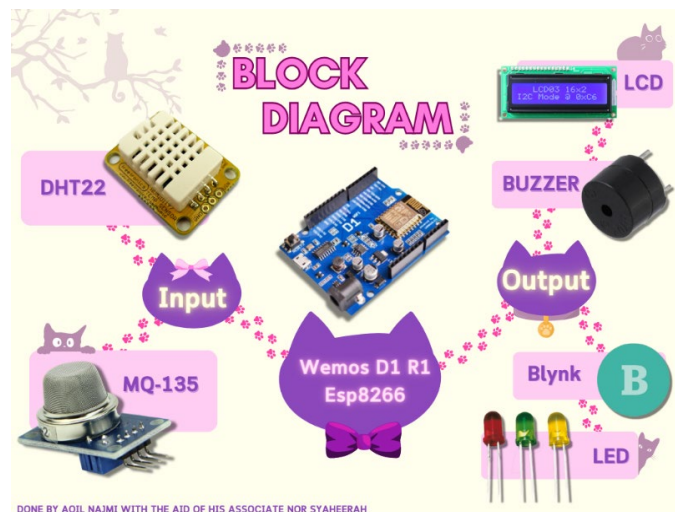 BLOCK
DIAGRAM
LCD03 16x2
I2C Mode @ 0xC6
LCD
DHT22
D1
BUZZER
Input
Output
Wemos D1 R1
Esp8266
MQ-135
Blynk
B
LED
DONE BY AQIL NAJMI WITH THE AID OF HIS ASSOCIATE NOR SYAHEERAH